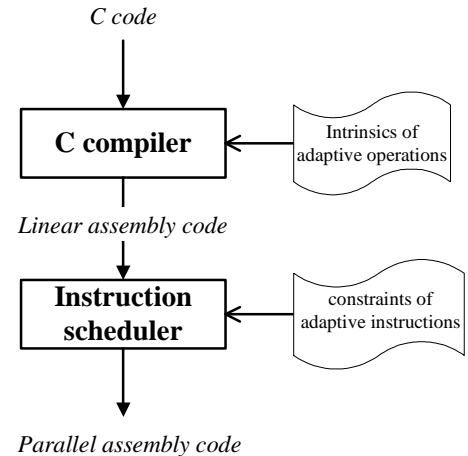 C code
C compiler
Intrinsics of
adaptive operations
Linear assembly code
Instruction
scheduler
constraints of
adaptive instructions
Parallel assembly code